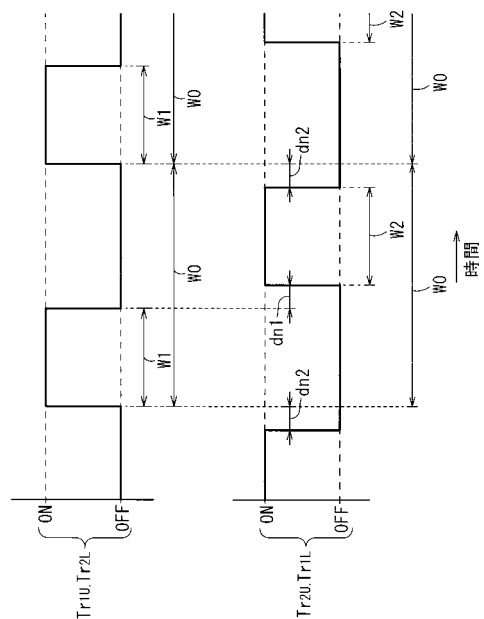 Tr1U.Tr2L
ON
OFF
W1
W1
W0
W0
Tr2U.Tr1L
ON
OFF
dn2
dn1
dn2
W2
W2
W0
W0
時間